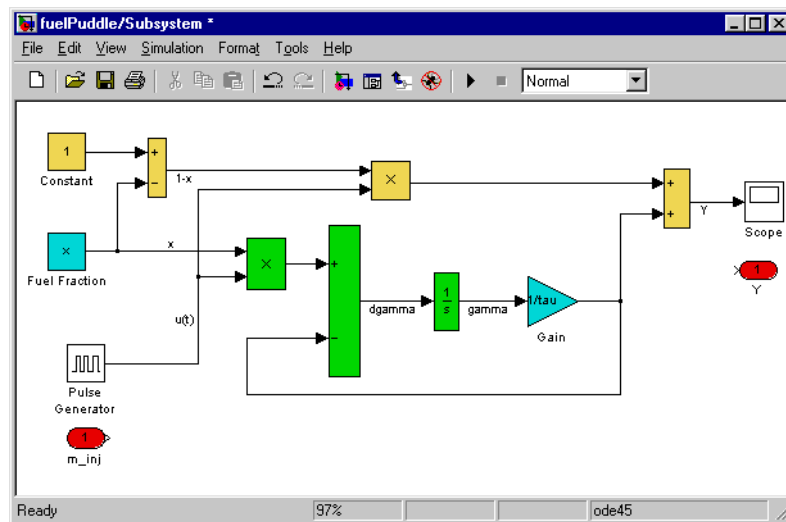 fuelPuddle/Subsystem *
File Edit View Simulation Format Tools Help
Normal
1
Constant
+
−
1-x
×
+
+
Y
Scope
x
Fuel Fraction
x
×
+
−
dgamma
1
s
gamma
1/tau
Gain
1
Y
u(t)
Pulse
Generator
1
m_inj
Ready 97% ode45